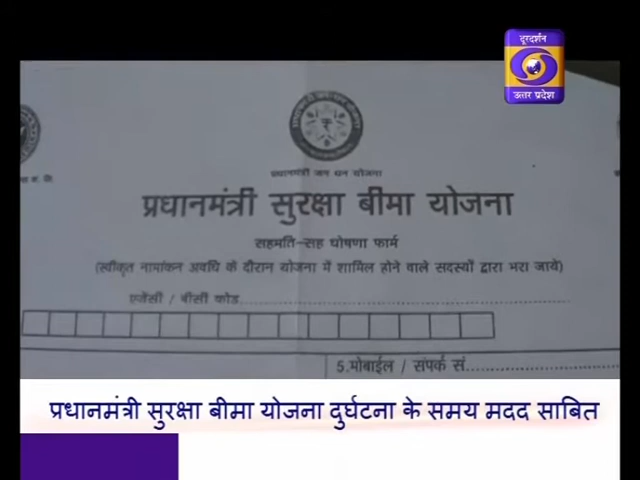 दूरदर्शन
उत्तर प्रदेश
प्रधानमंत्री जन धन योजना
प्रधानमंत्री सुरक्षा बीमा योजना
सहमति-सह घोषणा फार्म
(स्वीकृत नामांकन अवधि के दौरान योजना में शामिल होने वाले सदस्यों द्वारा भरा जाये)
एजेंसी / बीसी कोड
5.मोबाईल / संपर्क सं.
प्रधानमंत्री सुरक्षा बीमा योजना दुर्घटना के समय मदद साबित